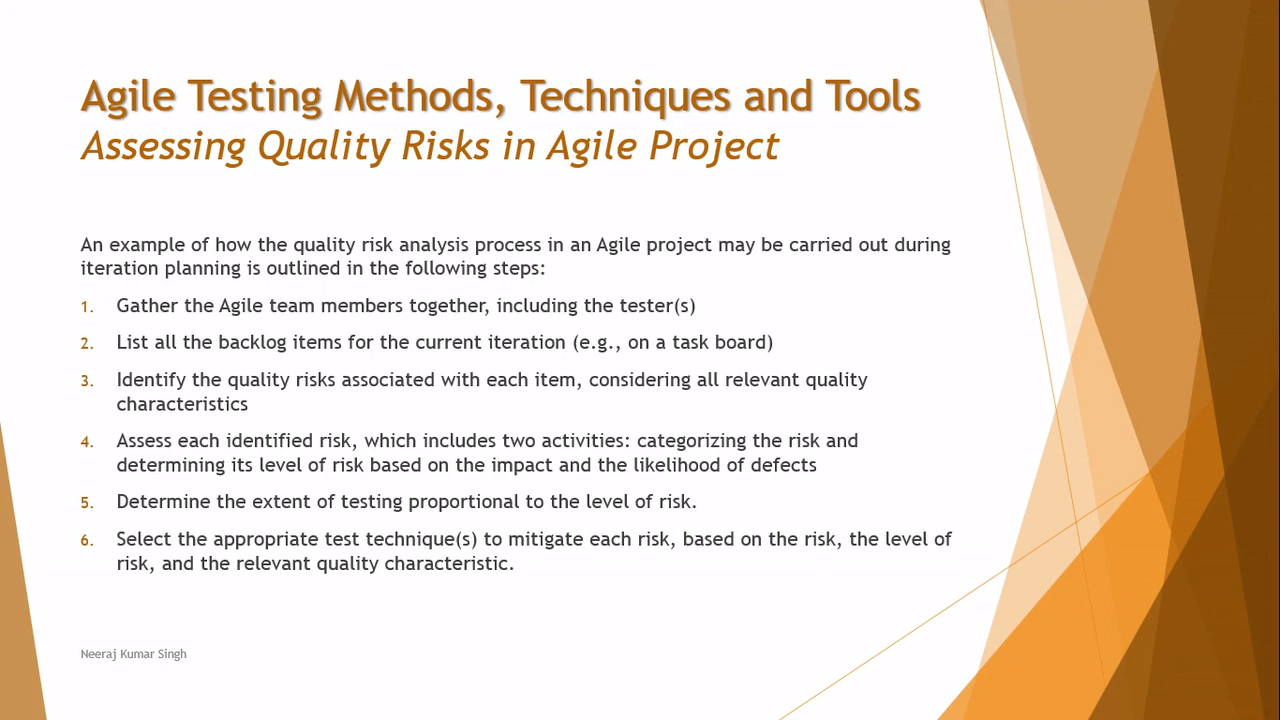 Agile Testing Methods, Techniques and Tools
Assessing Quality Risks in Agile Project
An example of how the quality risk analysis process in an Agile project may be carried out during
iteration planning is outlined in the following steps:
1. Gather the Agile team members together, including the tester(s)
2. List all the backlog items for the current iteration (e.g., on a task board)
3. Identify the quality risks associated with each item, considering all relevant quality
characteristics
4. Assess each identified risk, which includes two activities: categorizing the risk and
determining its level of risk based on the impact and the likelihood of defects
5. Determine the extent of testing proportional to the level of risk.
6. Select the appropriate test technique(s) to mitigate each risk, based on the risk, the level of
risk, and the relevant quality characteristic.
Neeraj Kumar Singh